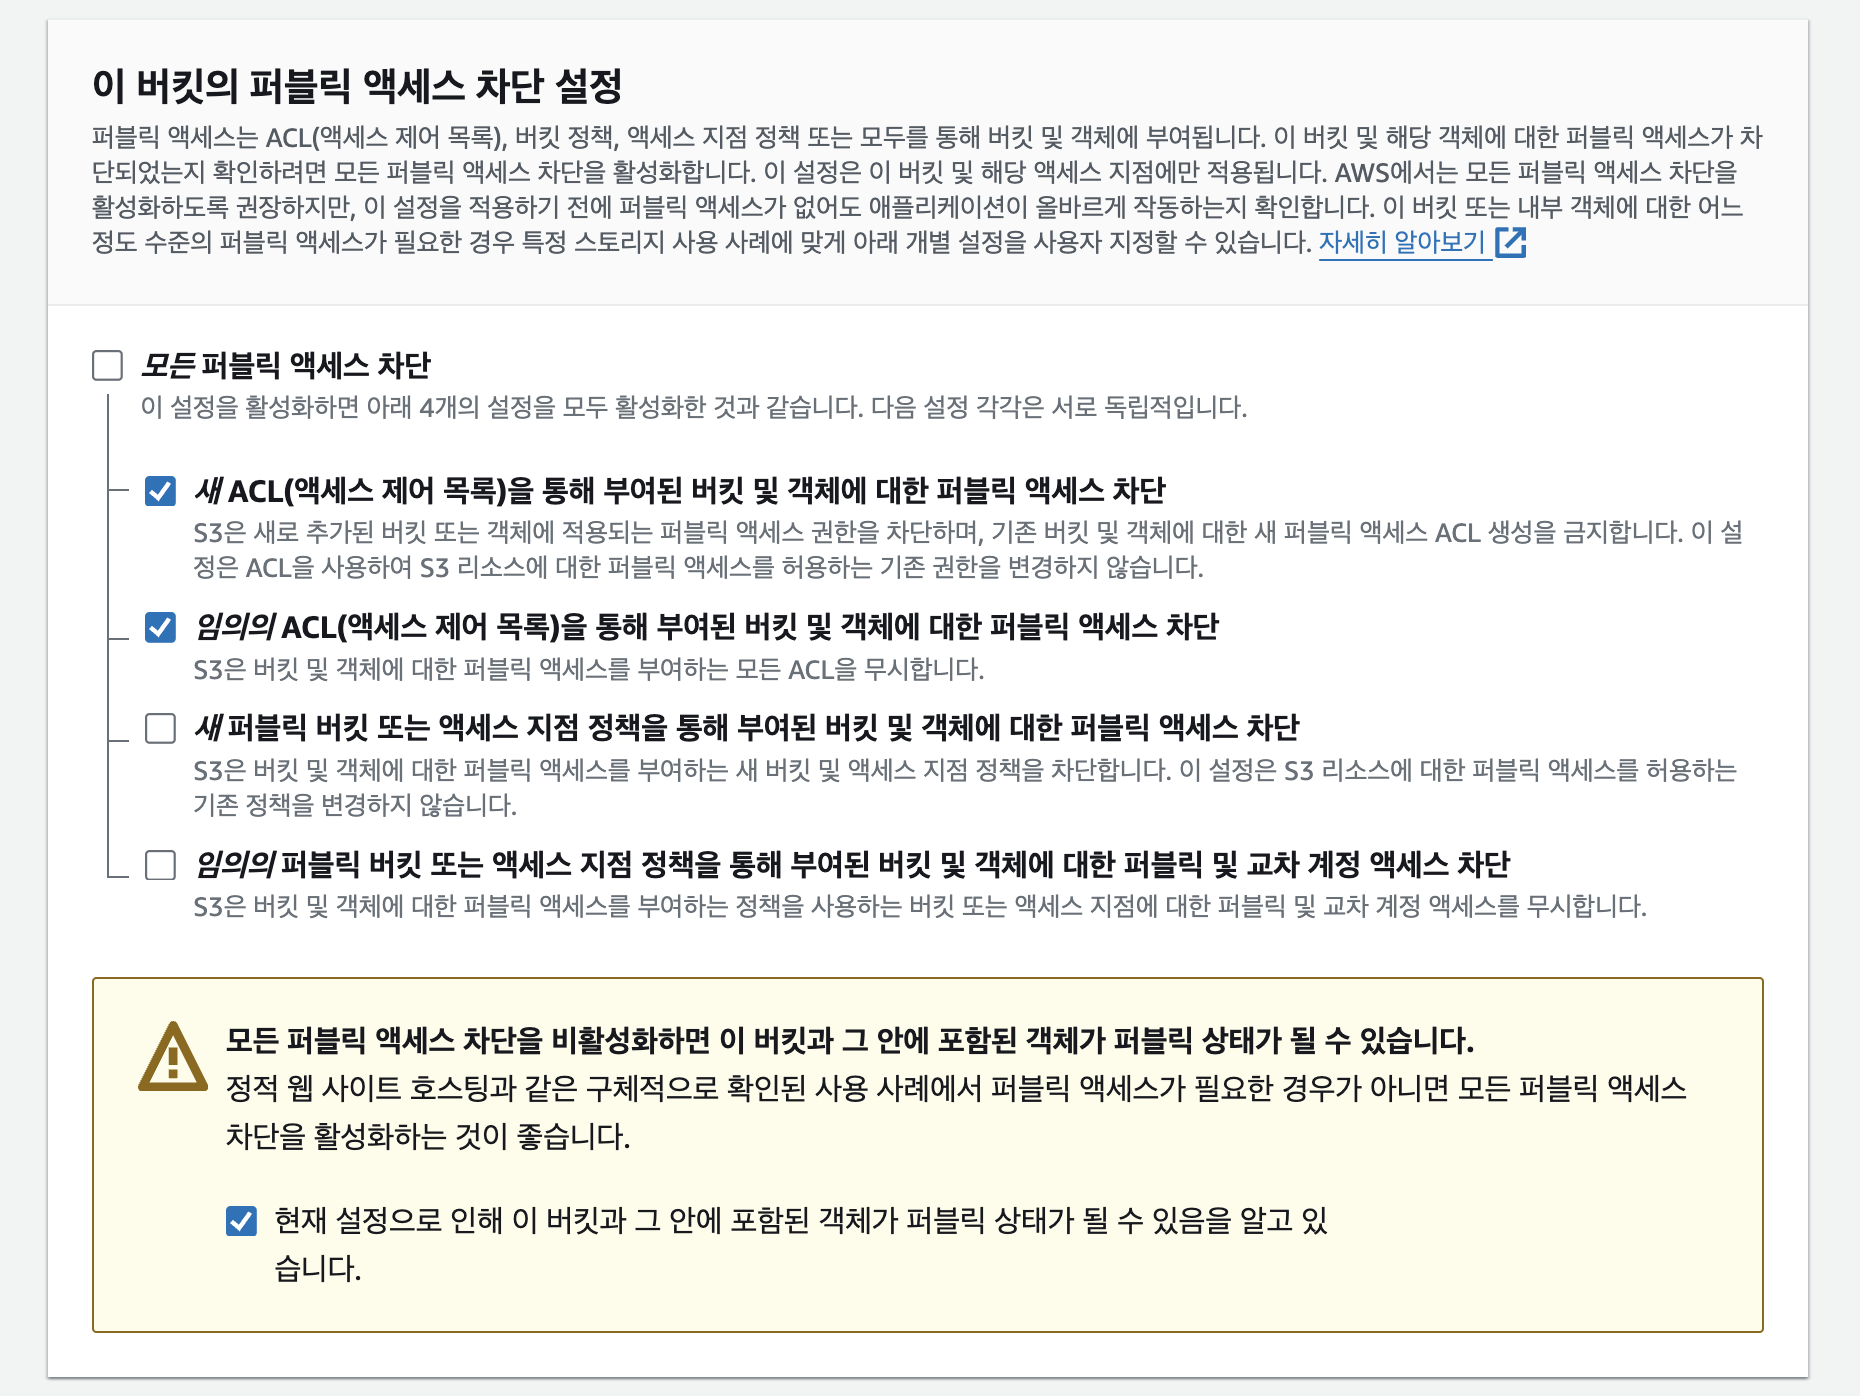 이 버킷의 퍼블릭 액세스 차단 설정
퍼블릭 액세스는 ACL(액세스 제어 목록), 버킷 정책, 액세스 지점 정책 또는 모두를 통해 버킷 및 객체에 부여됩니다. 이 버킷 및 해당 객체에 대한 퍼블릭 액세스가 차
단되었는지 확인하려면 모든 퍼블릭 액세스 차단을 활성화합니다. 이 설정은 이 버킷 및 해당 액세스 지점에만 적용됩니다. AWS에서는 모든 퍼블릭 액세스 차단을
활성화하도록 권장하지만, 이 설정을 적용하기 전에 퍼블릭 액세스가 없어도 애플리케이션이 올바르게 작동하는지 확인합니다. 이 버킷 또는 내부 객체에 대한 어느
정도 수준의 퍼블릭 액세스가 필요한 경우 특정 스토리지 사용 사례에 맞게 아래 개별 설정을 사용자 지정할 수 있습니다. 자세히 알아보기
모든 퍼블릭 액세스 차단
이 설정을 활성화하면 아래 4개의 설정을 모두 활성화한 것과 같습니다. 다음 설정 각각은 서로 독립적입니다.
새 ACL(액세스 제어 목록)을 통해 부여된 버킷 및 객체에 대한 퍼블릭 액세스 차단
S3은 새로 추가된 버킷 또는 객체에 적용되는 퍼블릭 액세스 권한을 차단하며, 기존 버킷 및 객체에 대한 새 퍼블릭 액세스 ACL 생성을 금지합니다. 이 설
정은 ACL을 사용하여 S3 리소스에 대한 퍼블릭 액세스를 허용하는 기존 권한을 변경하지 않습니다.
임의의 ACL(액세스 제어 목록)을 통해 부여된 버킷 및 객체에 대한 퍼블릭 액세스 차단
S3은 버킷 및 객체에 대한 퍼블릭 액세스를 부여하는 모든 ACL을 무시합니다.
새 퍼블릭 버킷 또는 액세스 지점 정책을 통해 부여된 버킷 및 객체에 대한 퍼블릭 액세스 차단
S3은 버킷 및 객체에 대한 퍼블릭 액세스를 부여하는 새 버킷 및 액세스 지점 정책을 차단합니다. 이 설정은 S3 리소스에 대한 퍼블릭 액세스를 허용하는
기존 정책을 변경하지 않습니다.
임의의 퍼블릭 버킷 또는 액세스 지점 정책을 통해 부여된 버킷 및 객체에 대한 퍼블릭 및 교차 계정 액세스 차단
S3은 버킷 및 객체에 대한 퍼블릭 액세스를 부여하는 정책을 사용하는 버킷 또는 액세스 지점에 대한 퍼블릭 및 교차 계정 액세스를 무시합니다.
모든 퍼블릭 액세스 차단을 비활성화하면 이 버킷과 그 안에 포함된 객체가 퍼블릭 상태가 될 수 있습니다.
정적 웹 사이트 호스팅과 같은 구체적으로 확인된 사용 사례에서 퍼블릭 액세스가 필요한 경우가 아니면 모든 퍼블릭 액세스
차단을 활성화하는 것이 좋습니다.
현재 설정으로 인해 이 버킷과 그 안에 포함된 객체가 퍼블릭 상태가 될 수 있음을 알고 있
습니다.